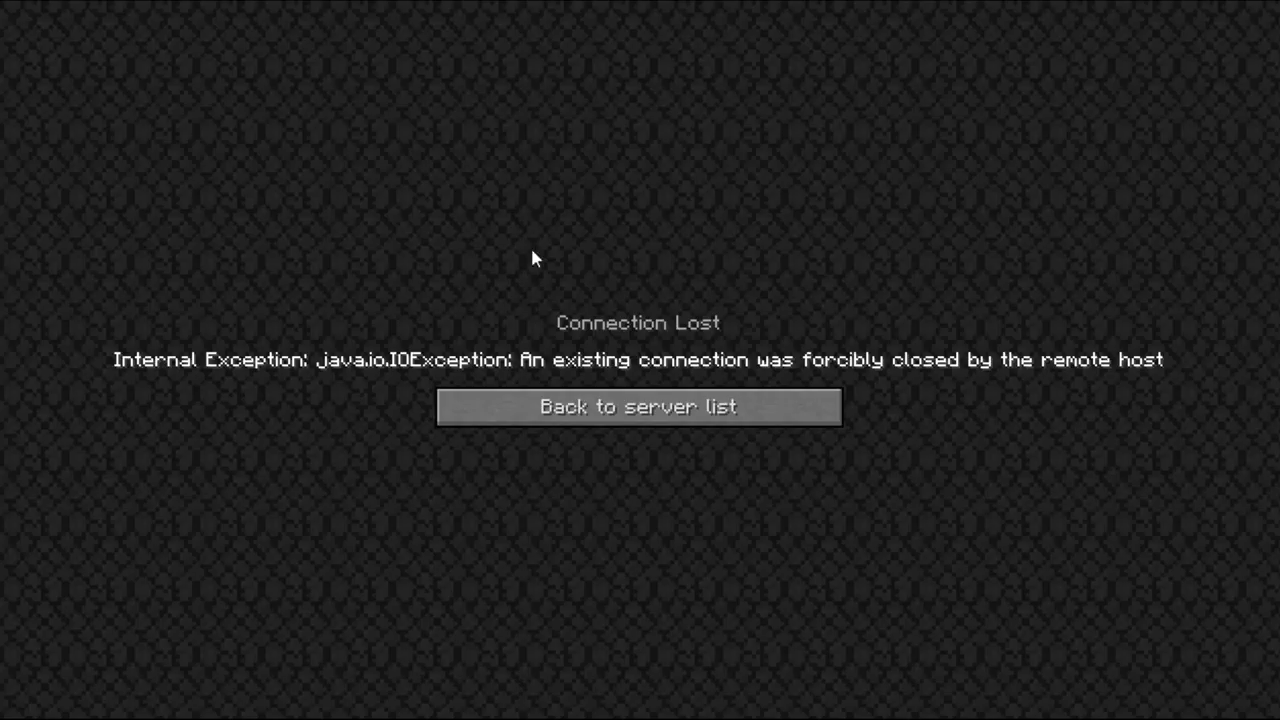 Connection Lost
Internal Exception: java.io.IOException: An existing connection was forcibly closed by the remote host
Back to server list